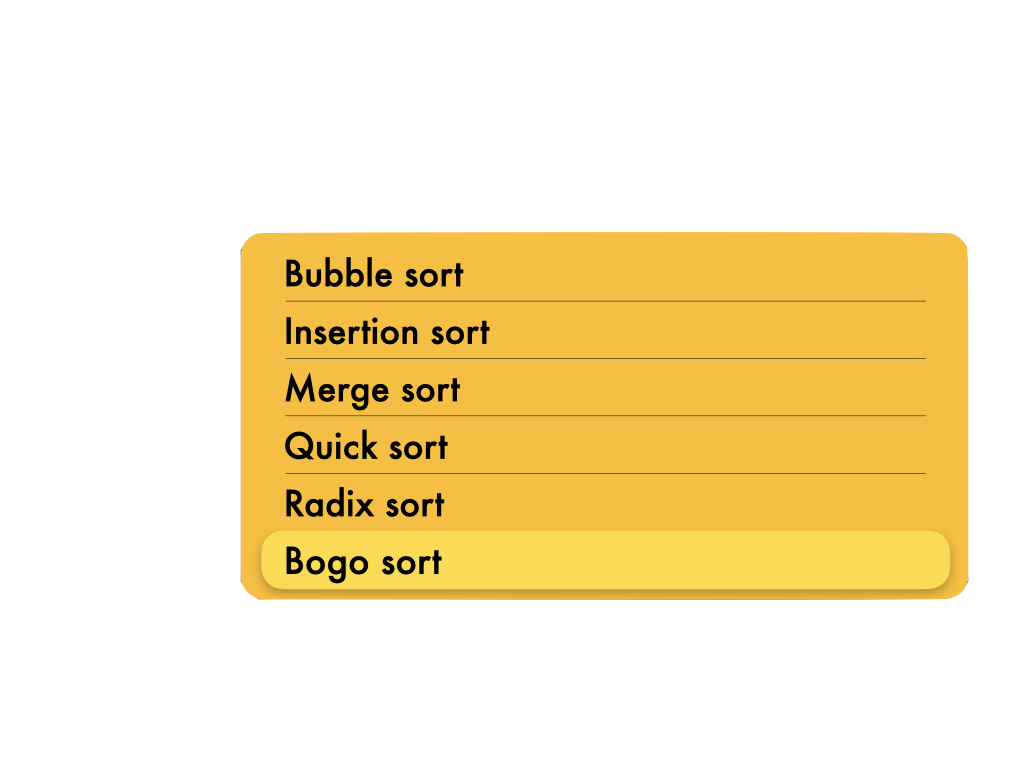 Bubble sort
Insertion sort
Merge sort
Quick sort
Radix sort
Bogo sort